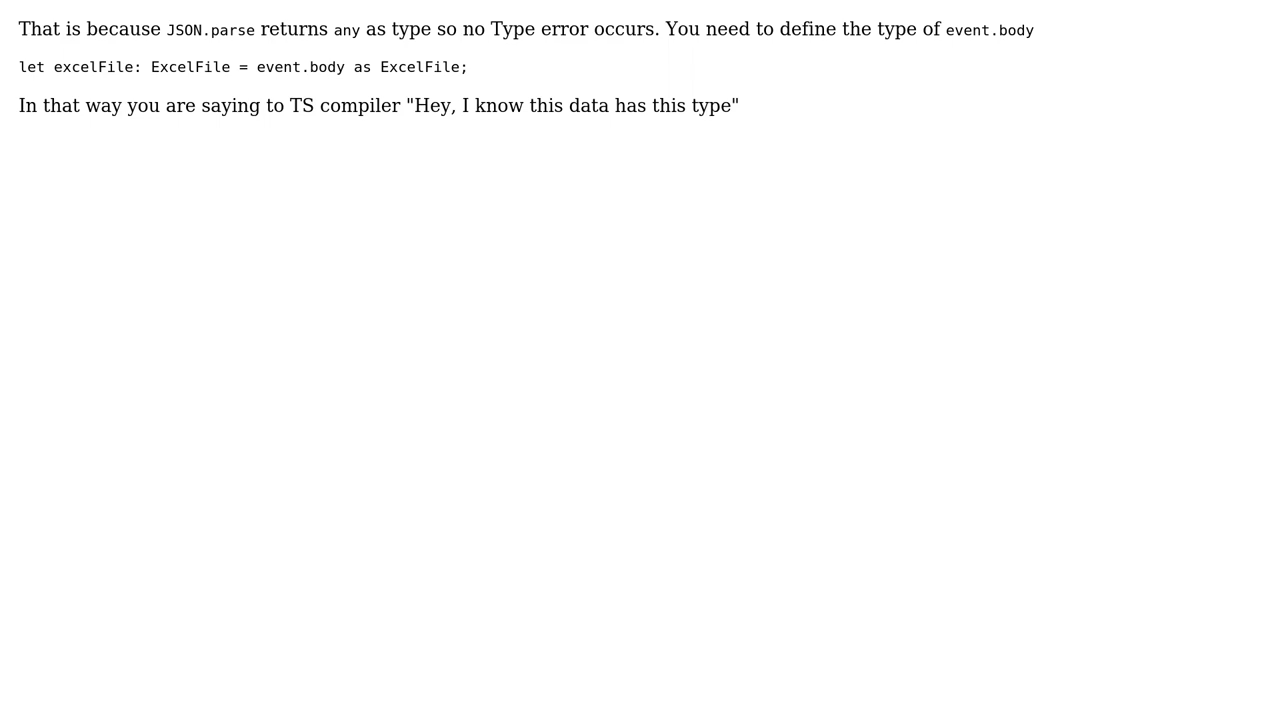 That is because JSON.parse returns any as type so no Type error occurs. You need to define the type of event.body
let excelFile: ExcelFile = event.body as ExcelFile;
In that way you are saying to TS compiler "Hey, I know this data has this type"